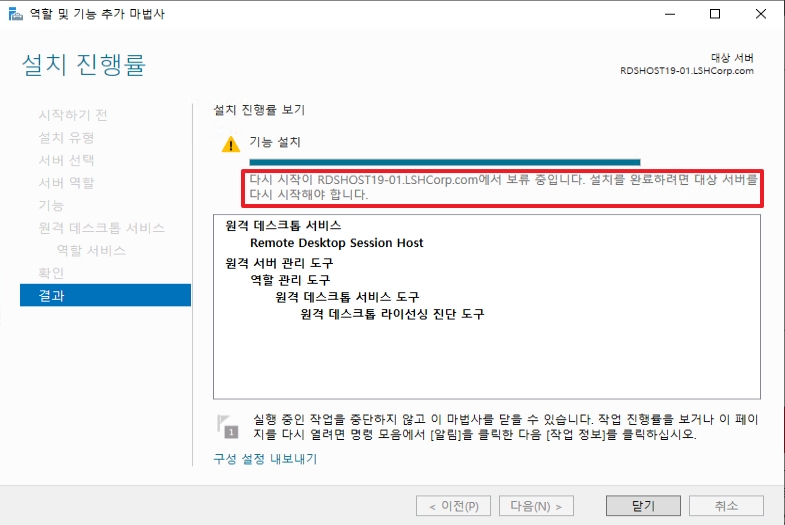 역할 및 기능 추가 마법사
설치 진행률
대상 서버
RDSHOST19-01.LSHCorp.com
시작하기 전
설치 유형
서버 선택
서버 역할
기능
원격 데스크톱 서비스
역할 서비스
확인
결과
설치 진행률 보기
기능 설치
다시 시작이 RDSHOST19-01.LSHCorp.com에서 보류 중입니다. 설치를 완료하려면 대상 서버를
다시 시작해야 합니다.
원격 데스크톱 서비스
Remote Desktop Session Host
원격 서버 관리 도구
역할 관리 도구
원격 데스크톱 서비스 도구
원격 데스크톱 라이선싱 진단 도구
1
실행 중인 작업을 중단하지 않고 이 마법사를 닫을 수 있습니다. 작업 진행률을 보거나 이 페이
지를 다시 열려면 명령 모음에서 [알림]을 클릭한 다음 [작업 정보]를 클릭하십시오.
구성 설정 내보내기
< 이전(P)
다음(N) >
닫기
취소